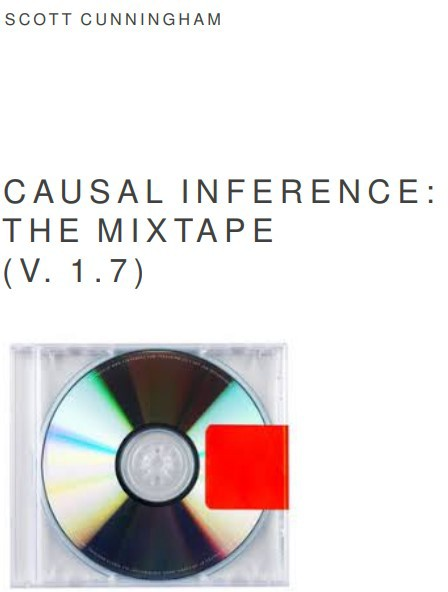 SCOTT CUNNINGHAM
CAUSAL INFERENCE:
THE MIXTAPE
(V. 1.7)